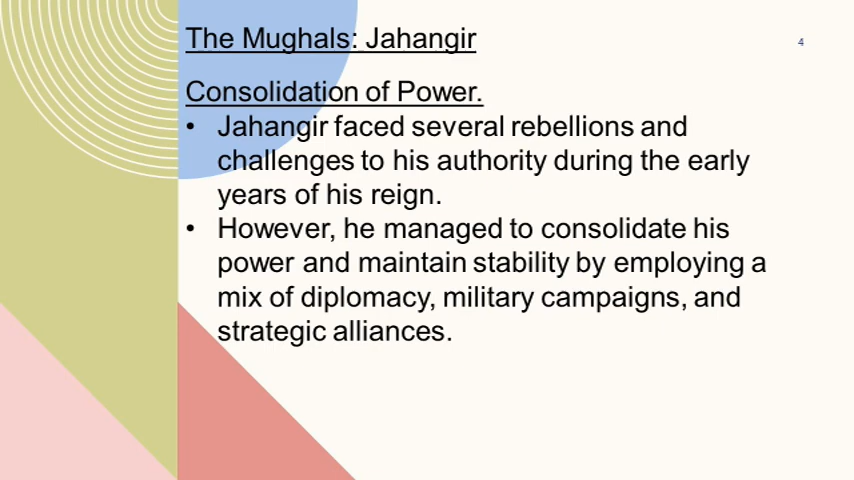 The Mughals: Jahangir
4
Consolidation of Power.
• Jahangir faced several rebellions and
challenges to his authority during the early
years of his reign.
• However, he managed to consolidate his
power and maintain stability by employing a
mix of diplomacy, military campaigns, and
strategic alliances.